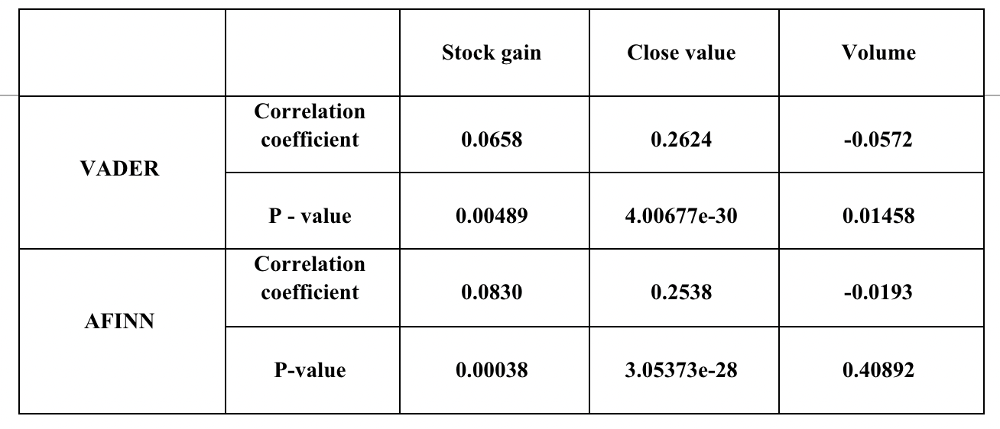 Stock gain Close value Volume
VADER
Correlation
coefficient 0.0658 0.2624 -0.0572
P - value 0.00489 4.00677e-30 0.01458
AFINN
Correlation
coefficient 0.0830 0.2538 -0.0193
P-value 0.00038 3.05373e-28 0.40892